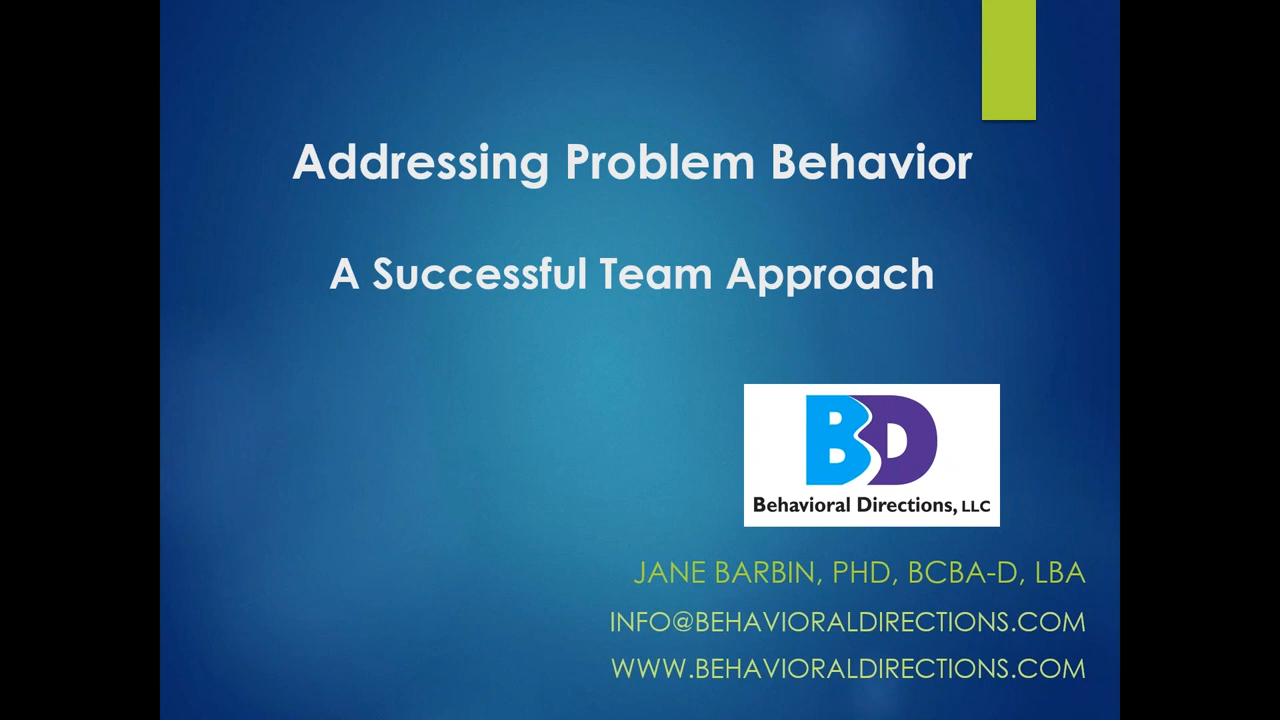 Addressing Problem Behavior
A Successful Team Approach
BD
Behavioral Directions, LLC
JANE BARBIN, PHD, BCBA-D, LBA
INFO@BEHAVIORALDIRECTIONS.COM
WWW.BEHAVIORALDIRECTIONS.COM